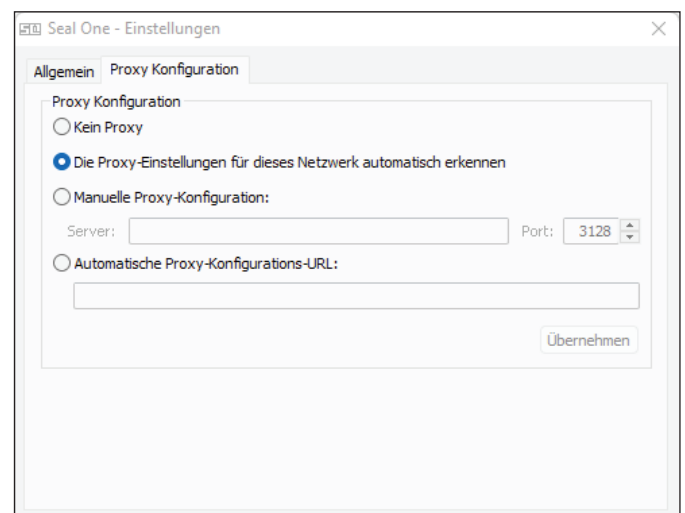 Seal One - Einstellungen
Allgemein Proxy Konfiguration
Proxy Konfiguration
Kein Proxy
Die Proxy-Einstellungen für dieses Netzwerk automatisch erkennen
Manuelle Proxy-Konfiguration:
Server: Port: 3128
Automatische Proxy-Konfigurations-URL:
Übernehmen